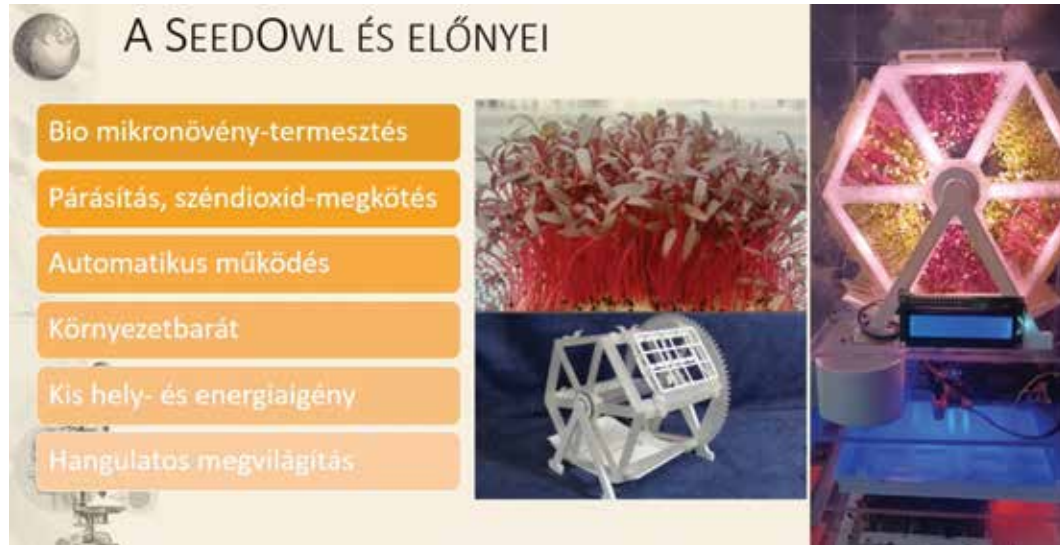 A SEEDOWL ÉS ELŐNYEI
Bio mikronövény-termesztés
Párásítás, széndioxid-megkötés
Automatikus működés
Környezetbarát
Kis hely- és energiaigény
Hangulatos megvilágítás